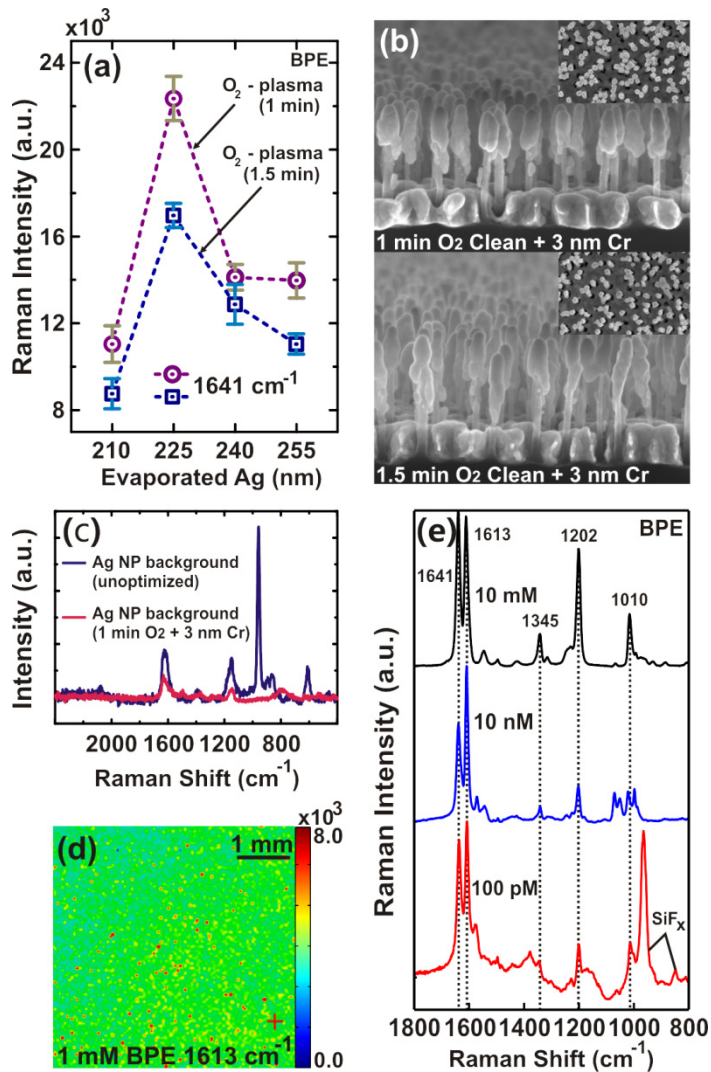 x10³
(a)
BPE
O₂ - plasma
(1 min)
O₂ - plasma
(1.5 min)
1641 cm⁻¹
Raman Intensity (a.u.)
24
20
16
12
8
210 225 240 255
Evaporated Ag (nm)
(b)
1 min O₂ Clean + 3 nm Cr
1.5 min O₂ Clean + 3 nm Cr
(c)
Ag NP background
(unoptimized)
Ag NP background
(1 min O₂ + 3 nm Cr)
Intensity (a.u.)
2000 1600 1200 800
Raman Shift (cm⁻¹)
(d)
1 mm
x10³
8.0
0.0
1 mM BPE 1613 cm⁻¹
(e)
BPE
1613
1641
1202
10 mM
1345
1010
10 nM
100 pM
SiFₓ
Raman Intensity (a.u.)
1800 1600 1400 1200 1000 800
Raman Shift (cm⁻¹)